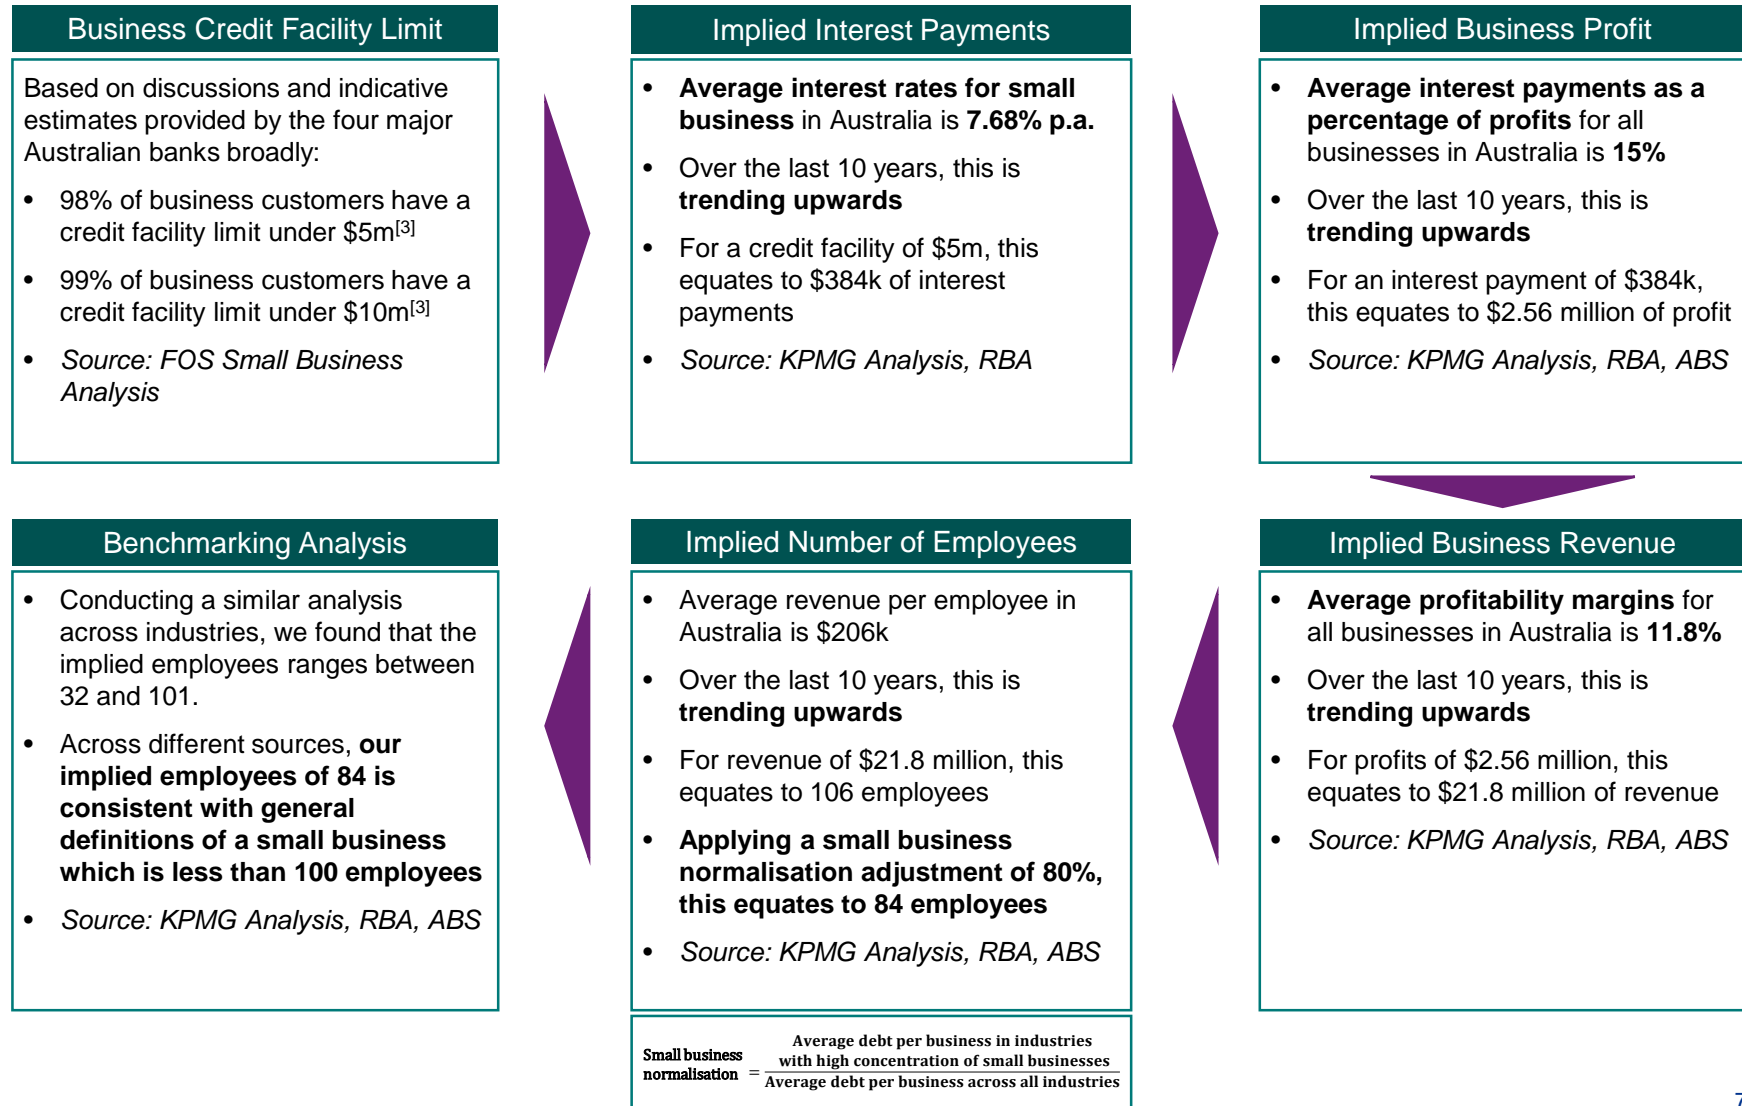 Business Credit Facility Limit
Based on discussions and indicative
estimates provided by the four major
Australian banks broadly:
• 98% of business customers have a
credit facility limit under $5m[3]
• 99% of business customers have a
credit facility limit under $10m[3]
• Source: FOS Small Business
Analysis
Implied Interest Payments
• Average interest rates for small
business in Australia is 7.68% p.a.
• Over the last 10 years, this is
trending upwards
• For a credit facility of $5m, this
equates to $384k of interest
payments
• Source: KPMG Analysis, RBA
Implied Business Profit
• Average interest payments as a
percentage of profits for all
businesses in Australia is 15%
• Over the last 10 years, this is
trending upwards
• For an interest payment of $384k,
this equates to $2.56 million of profit
• Source: KPMG Analysis, RBA, ABS
Implied Business Revenue
• Average profitability margins for
all businesses in Australia is 11.8%
• Over the last 10 years, this is
trending upwards
• For profits of $2.56 million, this
equates to $21.8 million of revenue
• Source: KPMG Analysis, RBA, ABS
Implied Number of Employees
• Average revenue per employee in
Australia is $206k
• Over the last 10 years, this is
trending upwards
• For revenue of $21.8 million, this
equates to 106 employees
• Applying a small business
normalisation adjustment of 80%,
this equates to 84 employees
• Source: KPMG Analysis, RBA, ABS
Small business
normalisation =
Average debt per business in industries
with high concentration of small businesses
Average debt per business across all industries
Benchmarking Analysis
• Conducting a similar analysis
across industries, we found that the
implied employees ranges between
32 and 101.
• Across different sources, our
implied employees of 84 is
consistent with general
definitions of a small business
which is less than 100 employees
• Source: KPMG Analysis, RBA, ABS
7